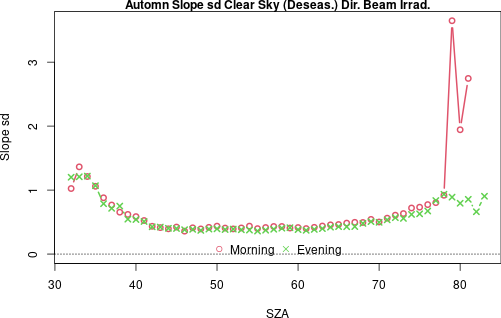 Automn Slope sd Clear Sky (Deseas.) Dir. Beam Irrad.
Slope sd
3
2
1
0
Morning Evening
30 40 50 60 70 80
SZA